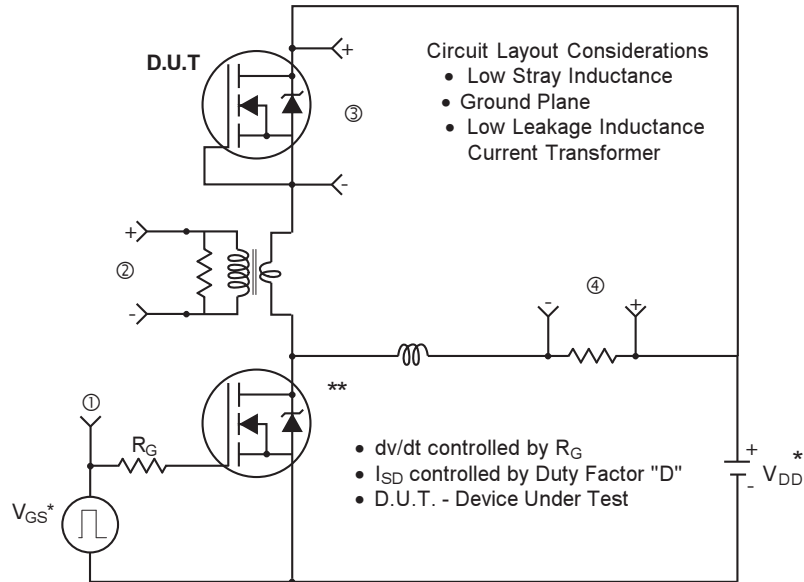 D.U.T
+
③
-
Circuit Layout Considerations
• Low Stray Inductance
• Ground Plane
• Low Leakage Inductance
Current Transformer
+
②
-
-
④
+
**
①
R_G
V_GS*
• dv/dt controlled by R_G
• I_SD controlled by Duty Factor "D"
• D.U.T. - Device Under Test
+
-
V_DD*